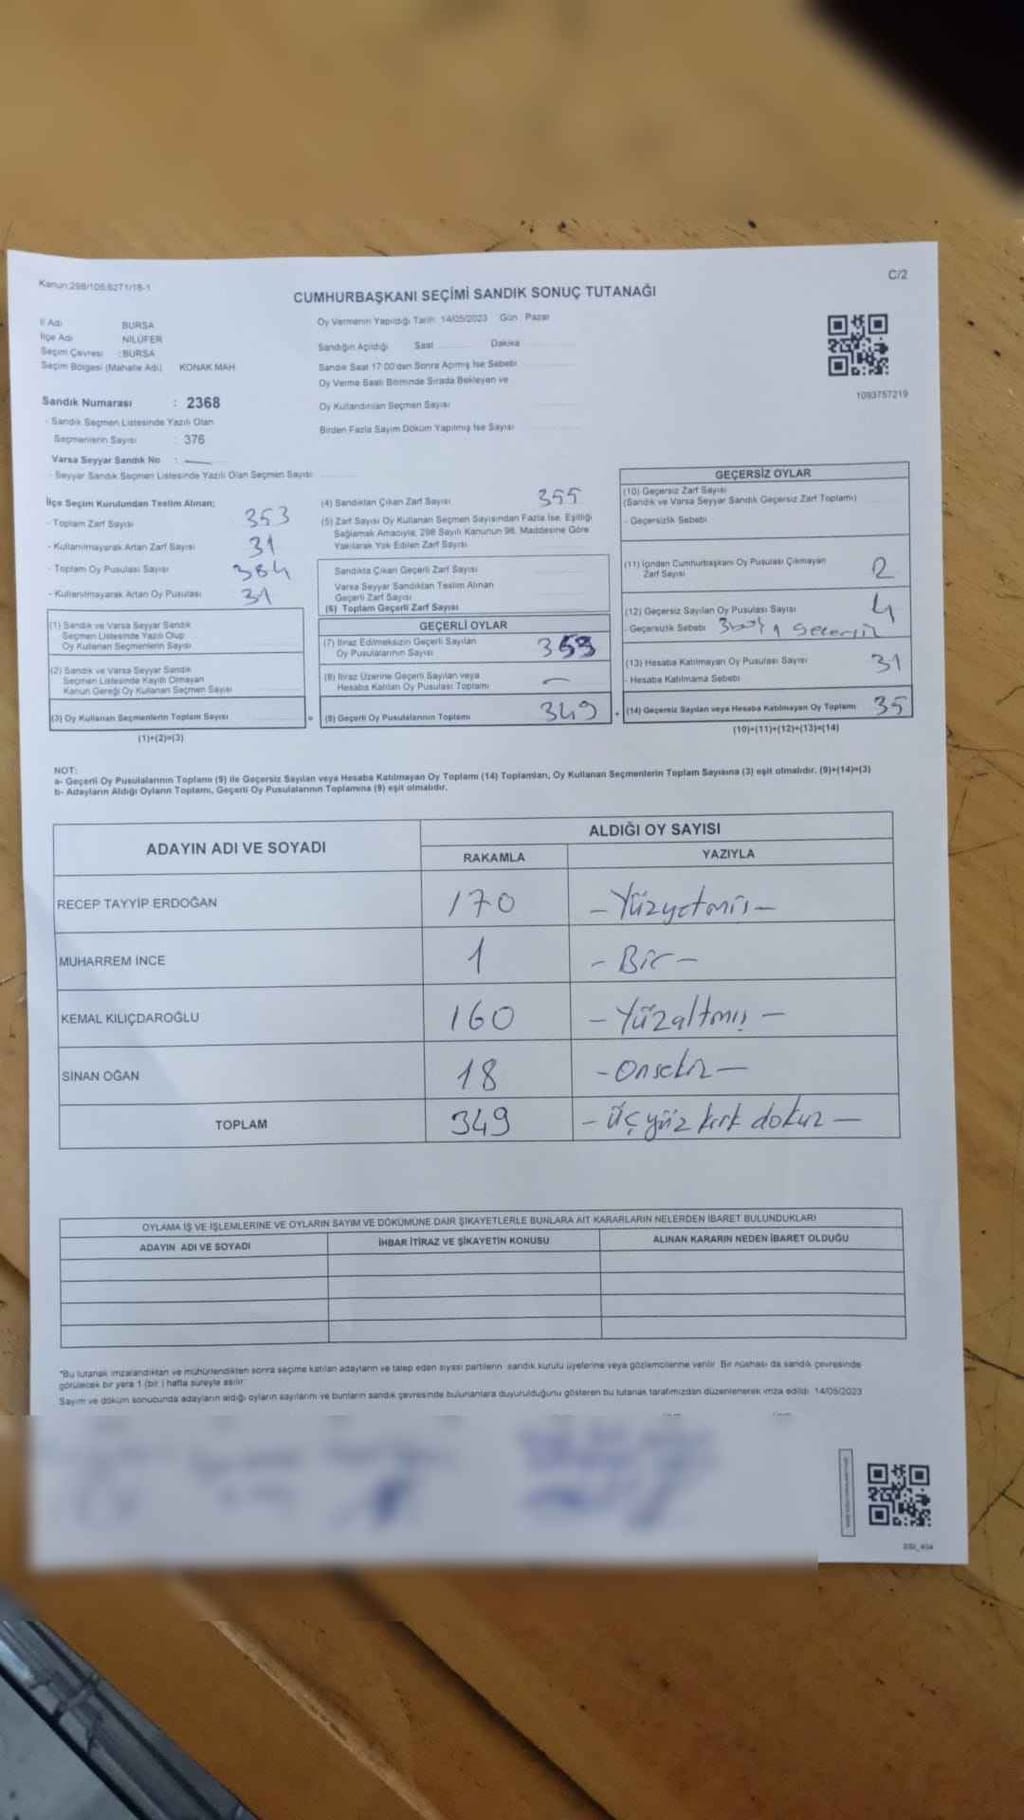 Kanun:298/106,6271/18-1
C/2
CUMHURBAŞKANI SEÇİMİ SANDIK SONUÇ TUTANAĞI
İl Adı BURSA
İlçe Adı NİLÜFER
Seçim Çevresi : BURSA
Seçim Bölgesi (Mahalle Adı) KONAK MAH
Sandık Numarası : 2368
- Sandık Seçmen Listesinde Yazılı Olan
Seçmenlerin Sayısı : 376
Varsa Seyyar Sandık No :
- Seyyar Sandık Seçmen Listesinde Yazılı Olan Seçmen Sayısı
Oy Vermenin Yapıldığı Tarih: 14/05/2023 Gün : Pazar
Sandığın Açıldığı Saat Dakika
Sandık Saat 17:00'den Sonra Açılmış İse Sebebi
Oy Verme Saati Bitiminde Sırada Bekleyen ve
Oy Kullandırılan Seçmen Sayısı
Birden Fazla Sayım Döküm Yapılmış İse Sayısı
1093757219
İlçe Seçim Kurulundan Teslim Alınan;
- Toplam Zarf Sayısı 353
- Kullanılmayarak Artan Zarf Sayısı 31
- Toplam Oy Pusulası Sayısı 384
- Kullanılmayarak Artan Oy Pusulası 31
(1) Sandık ve Varsa Seyyar Sandık
Seçmen Listesinde Yazılı Olup
Oy Kullanan Seçmenlerin Sayısı
(2) Sandık ve Varsa Seyyar Sandık
Seçmen Listesinde Kayıtlı Olmayan
Kanun Gereği Oy Kullanan Seçmen Sayısı
(3) Oy Kullanan Seçmenlerin Toplam Sayısı
(1)+(2)=(3)
(4) Sandıktan Çıkan Zarf Sayısı 355
(5) Zarf Sayısı Oy Kullanan Seçmen Sayısından Fazla İse, Eşitliği
Sağlamak Amacıyla, 298 Sayılı Kanunun 98. Maddesine Göre
Yakılarak Yok Edilen Zarf Sayısı
Sandıkta Çıkan Geçerli Zarf Sayısı
Varsa Seyyar Sandıktan Teslim Alınan
Geçerli Zarf Sayısı
(6) Toplam Geçerli Zarf Sayısı
GEÇERLİ OYLAR
(7) İtiraz Edilmeksizin Geçerli Sayılan
Oy Pusulalarının Sayısı
(8) İtiraz Üzerine Geçerli Sayılan veya
Hesaba Katılan Oy Pusulası Toplamı –
= (9) Geçerli Oy Pusulalarının Toplamı 349
GEÇERSİZ OYLAR
(10) Geçersiz Zarf Sayısı
(Sandık ve Varsa Seyyar Sandık Geçersiz Zarf Toplamı)
- Geçersizlik Sebebi
(11) İçinden Cumhurbaşkanı Oy Pusulası Çıkmayan
Zarf Sayısı 2
(12) Geçersiz Sayılan Oy Pusulası Sayısı 4
- Geçersizlik Sebebi
(13) Hesaba Katılmayan Oy Pusulası Sayısı 31
- Hesaba Katılmama Sebebi
+ (14) Geçersiz Sayılan veya Hesaba Katılmayan Oy Toplamı 35
(10)+(11)+(12)+(13)=(14)
NOT:
a- Geçerli Oy Pusulalarının Toplamı (9) ile Geçersiz Sayılan veya Hesaba Katılmayan Oy Toplamı (14) Toplamları, Oy Kullanan Seçmenlerin Toplam Sayısına (3) eşit olmalıdır. (9)+(14)=(3)
b- Adayların Aldığı Oyların Toplamı, Geçerli Oy Pusulalarının Toplamına (9) eşit olmalıdır.
ADAYIN ADI VE SOYADI
ALDIĞI OY SAYISI
RAKAMLA YAZIYLA
RECEP TAYYİP ERDOĞAN 170 – Yüzyetmiş –
MUHARREM İNCE 1 – Bir –
KEMAL KILIÇDAROĞLU 160 – Yüzaltmış –
SİNAN OĞAN 18 – Onsekiz –
TOPLAM 349 – Üçyüz kırk dokuz –
OYLAMA İŞ VE İŞLEMLERİNE VE OYLARIN SAYIM VE DÖKÜMÜNE DAİR ŞİKAYETLERLE BUNLARA AİT KARARLARIN NELERDEN İBARET BULUNDUKLARI
ADAYIN ADI VE SOYADI İHBAR İTİRAZ VE ŞİKAYETİN KONUSU ALINAN KARARIN NEDEN İBARET OLDUĞU
*Bu tutanak imzalandıktan ve mühürlendikten sonra seçime katılan adayların ve talep eden siyasi partilerin sandık kurulu üyelerine veya gözlemcilerine verilir. Bir nüshası da sandık çevresinde
görülecek bir yere 1 (bir ) hafta süreyle asılır.
Sayım ve döküm sonucunda adayların aldığı oyların sayılarını ve bunların sandık çevresinde bulunanlara duyurulduğunu gösteren bu tutanak tarafımızdan düzenlenerek imza edildi. 14/05/2023